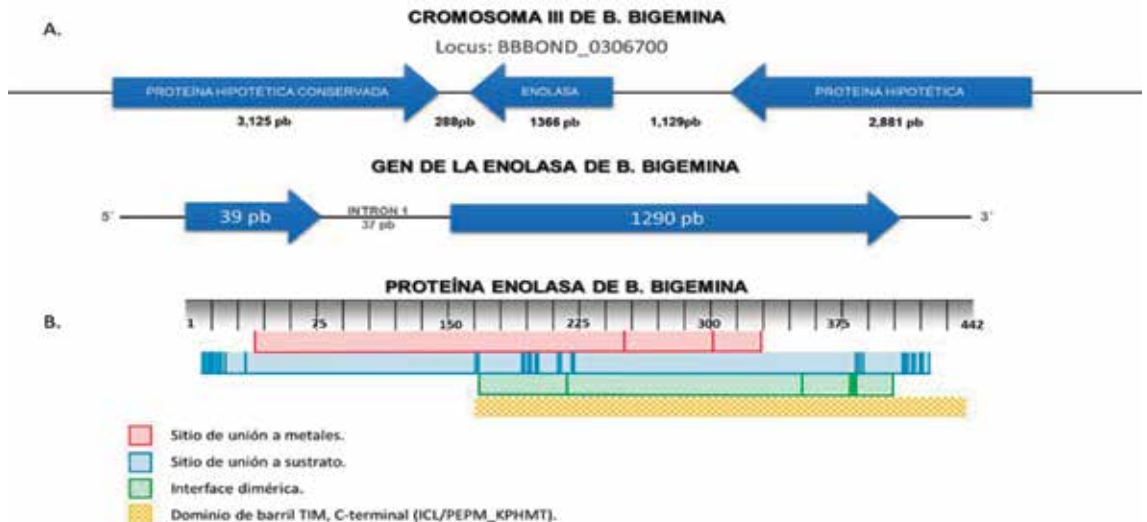 A.
CROMOSOMA III DE B. BIGEMINA
Locus: BBBOND_0306700
PROTEÍNA HIPOTÉTICA CONSERVADA
ENOLASA
PROTEÍNA HIPOTÉTICA
3,125 pb
288pb
1366 pb
1,129pb
2,881 pb
GEN DE LA ENOLASA DE B. BIGEMINA
5´
39 pb
INTRON 1
37 pb
1290 pb
3´
PROTEÍNA ENOLASA DE B. BIGEMINA
B.
1 75 150 225 300 375 442
Sitio de unión a metales.
Sitio de unión a sustrato.
Interface dimérica.
Dominio de barril TIM, C-terminal (ICL/PEPM_KPHMT).